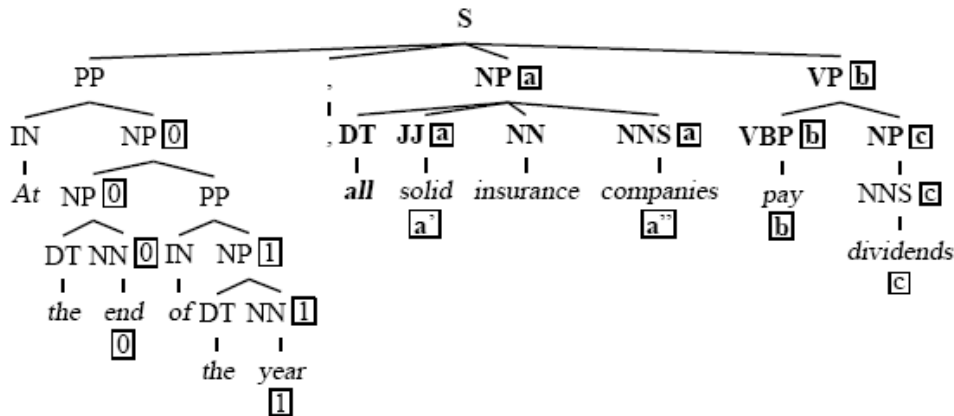 S
PP , NP a VP b
IN NP 0 , DT JJ a NN NNS a VBP b NP c
At NP 0 PP all solid insurance companies pay NNS c
a' a" b
DT NN 0 IN NP 1 dividends
c
the end of DT NN 1
0
the year
1